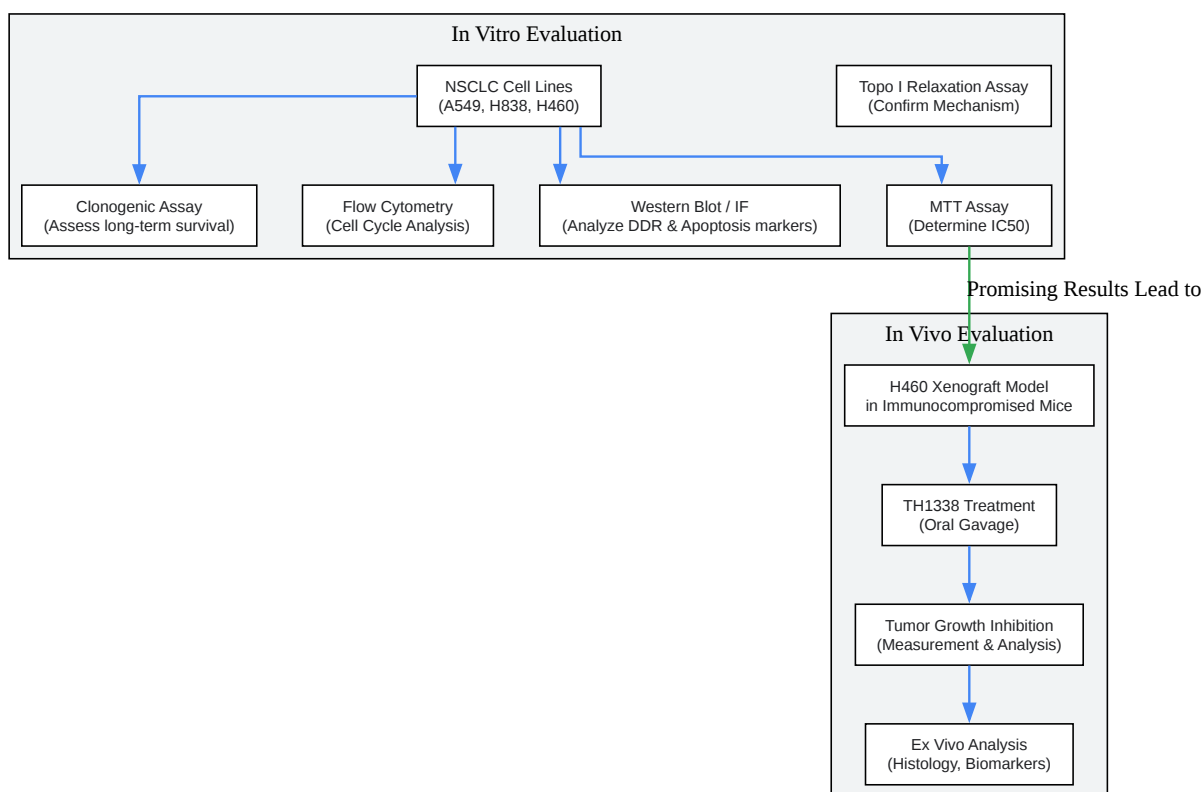 In Vitro Evaluation
NSCLC Cell Lines
(A549, H838, H460)
Topo I Relaxation Assay
(Confirm Mechanism)
Clonogenic Assay
(Assess long-term survival)
Flow Cytometry
(Cell Cycle Analysis)
Western Blot / IF
(Analyze DDR & Apoptosis markers)
MTT Assay
(Determine IC50)
Promising Results Lead to
In Vivo Evaluation
H460 Xenograft Model
in Immunocompromised Mice
TH1338 Treatment
(Oral Gavage)
Tumor Growth Inhibition
(Measurement & Analysis)
Ex Vivo Analysis
(Histology, Biomarkers)